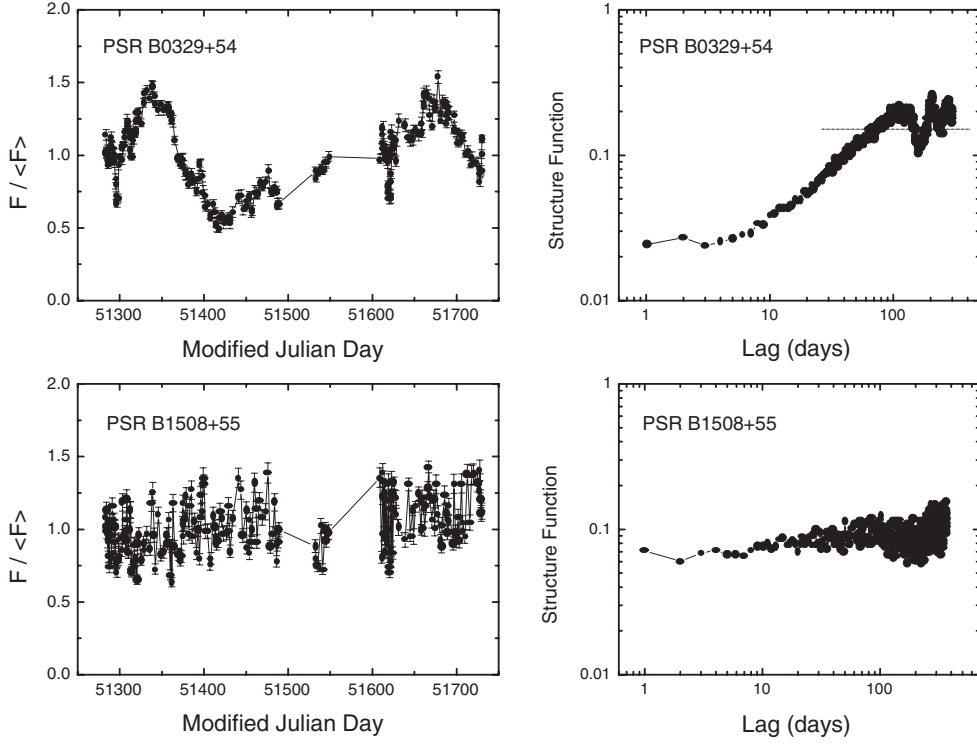 PSR B0329+54
F / <F>
2.0
1.5
1.0
0.5
0.0
51300 51400 51500 51600 51700
Modified Julian Day
PSR B0329+54
Structure Function
1
0.1
0.01
1 10 100
Lag (days)
PSR B1508+55
F / <F>
2.0
1.5
1.0
0.5
0.0
51300 51400 51500 51600 51700
Modified Julian Day
PSR B1508+55
Structure Function
1
0.1
0.01
1 10 100
Lag (days)